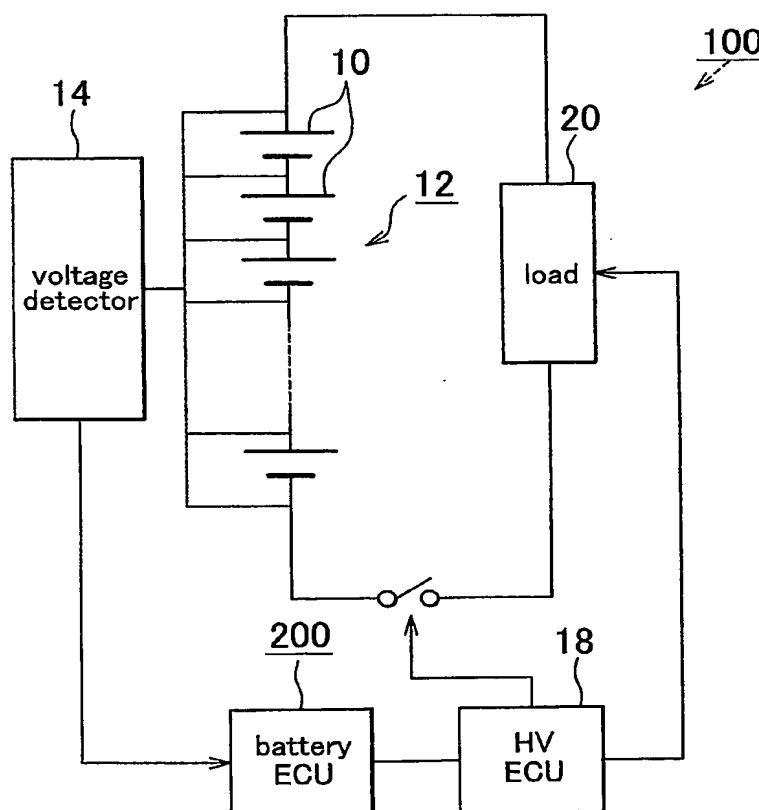 100
10
14
20
12
voltage
detector
load
200
18
battery
ECU
HV
ECU